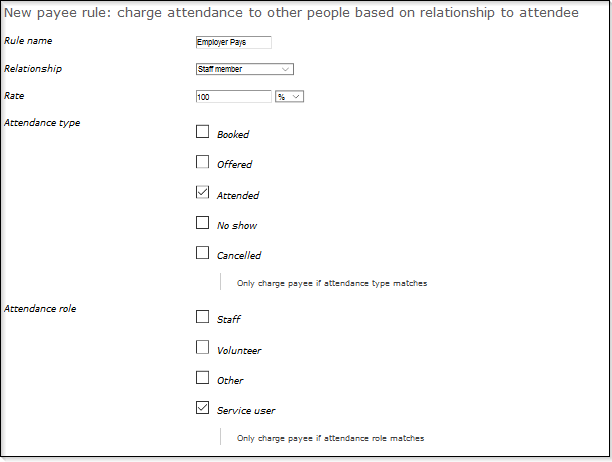 New payee rule: charge attendance to other people based on relationship to attendee
Rule name Employer Pays
Relationship Staff member
Rate 100 %
Attendance type
Booked
Offered
Attended
No show
Cancelled
Only charge payee if attendance type matches
Attendance role
Staff
Volunteer
Other
Service user
Only charge payee if attendance role matches